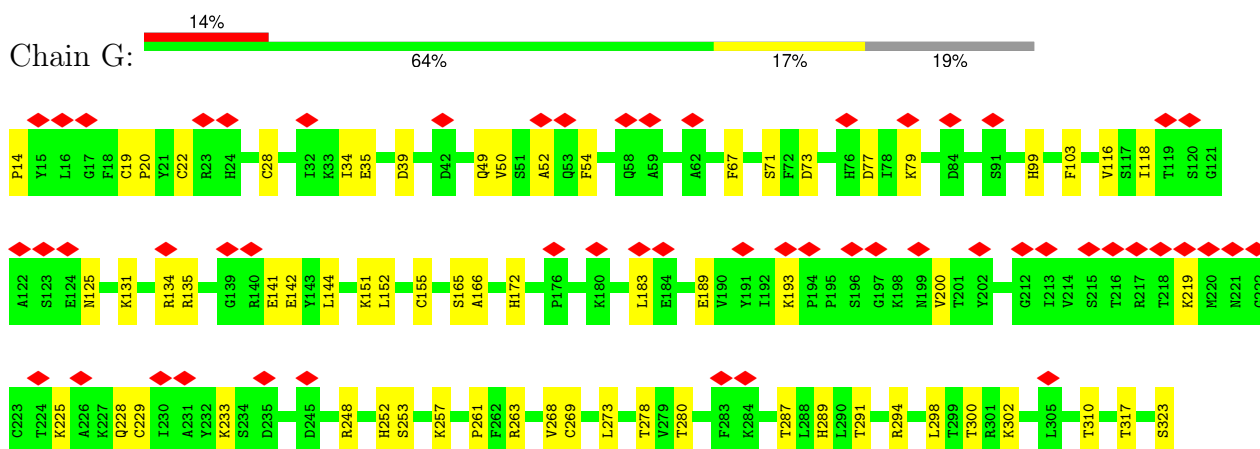 14%
Chain G:
64% 17% 19%
P14 Y15 L16 G17 F18 C19 P20 Y21 C22 R23 H24 C28 I32 K33 I34 E35 D39 D42 Q49 V50 S51 A52 Q53 F54 Q58 A59 A62 F67 S71 F72 D73 H76 D77 I78 K79 D84 S91 H99 F103 V116 S117 I118 T119 S120 G121
A122 S123 E124 N125 K131 R134 R135 G139 R140 E141 E142 Y143 L144 K151 L152 C155 S165 A166 H172 P176 K180 L183 E184 E189 V190 Y191 I192 K193 P194 P195 S196 G197 K198 N199 V200 T201 Y202 G212 I213 V214 S215 T216 R217 T218 K219 M220 N221
C223 T224 K225 A226 K227 Q228 C229 I230 A231 Y232 K233 S234 D235 D245 R248 H252 S253 K257 P261 F262 R263 V268 C269 L273 T278 V279 T280 F283 K284 T287 L288 H289 L290 T291 R294 L298 T299 T300 R301 K302 L305 T310 T317 S323